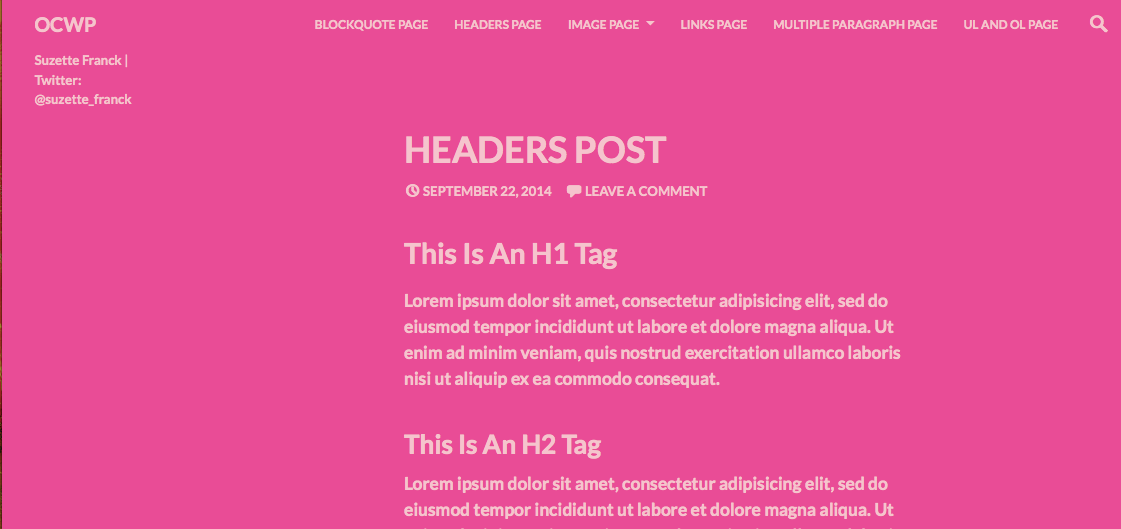 OCWP
BLOCKQUOTE PAGE HEADERS PAGE IMAGE PAGE LINKS PAGE MULTIPLE PARAGRAPH PAGE UL AND OL PAGE
Suzette Franck |
Twitter:
@suzette_franck
HEADERS POST
SEPTEMBER 22, 2014 LEAVE A COMMENT
This Is An H1 Tag
Lorem ipsum dolor sit amet, consectetur adipisicing elit, sed do
eiusmod tempor incididunt ut labore et dolore magna aliqua. Ut
enim ad minim veniam, quis nostrud exercitation ullamco laboris
nisi ut aliquip ex ea commodo consequat.
This Is An H2 Tag
Lorem ipsum dolor sit amet, consectetur adipisicing elit, sed do
eiusmod tempor incididunt ut labore et dolore magna aliqua. Ut